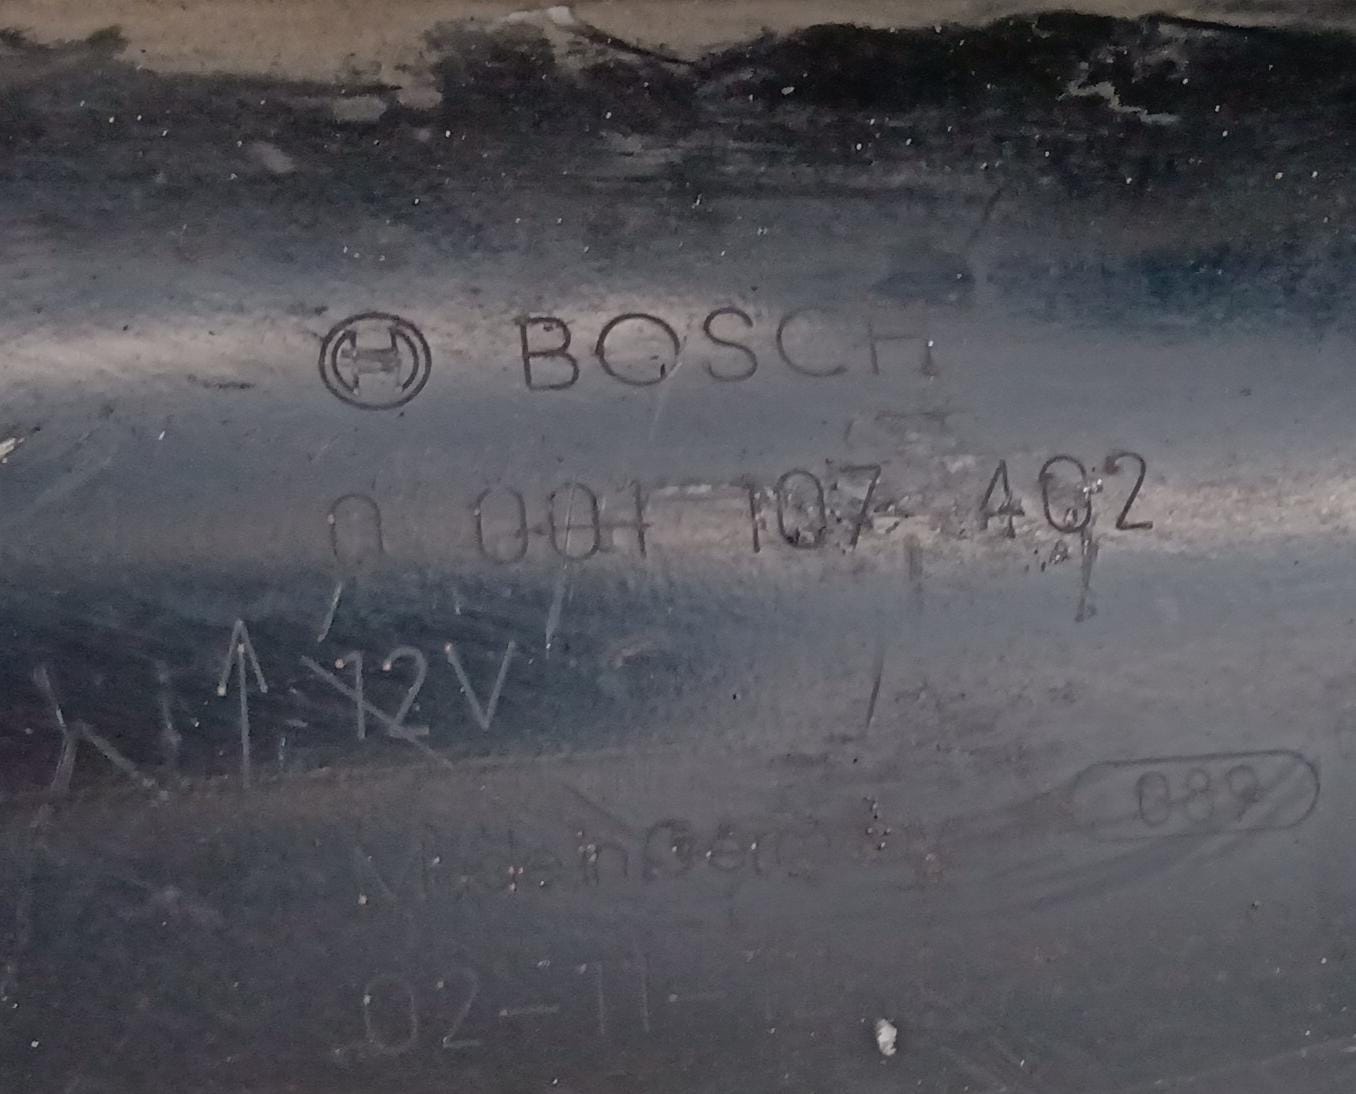 BOSCH
0 001 107 402
12V
089
Made in Germany
02-11-